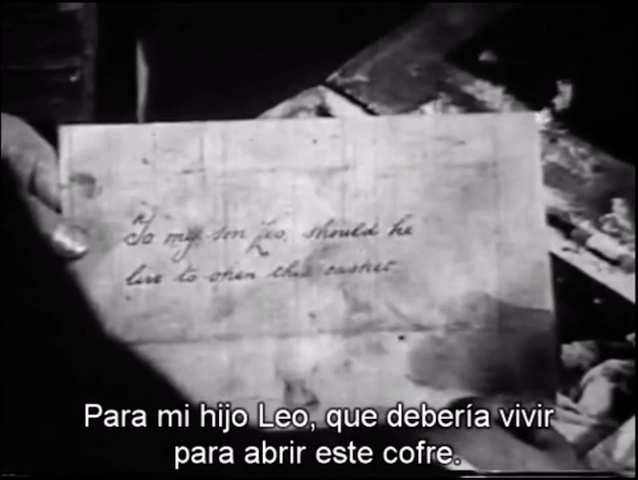 To my son Leo, should he
live to open this casket
Para mi hijo Leo, que debería vivir
para abrir este cofre.